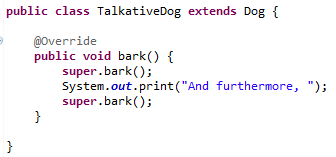 public class TalkativeDog extends Dog {
@Override
public void bark() {
super.bark();
System.out.print("And furthermore, ");
super.bark();
}
}